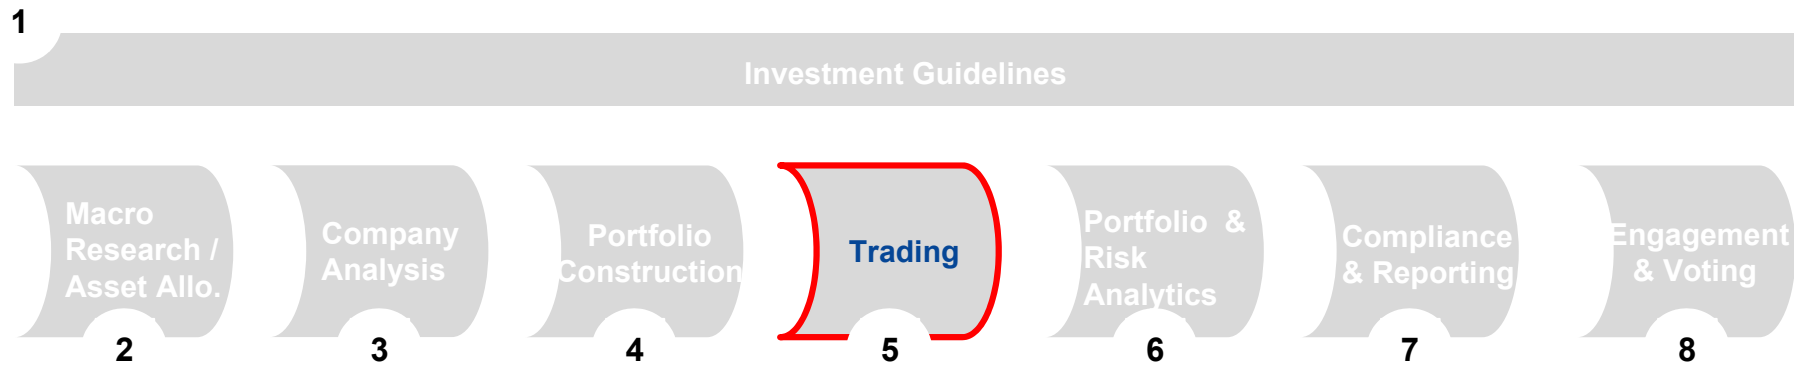 1
Investment Guidelines
Macro
Research /
Asset Allo.
2
Company
Analysis
3
Portfolio
Construction
4
Trading
5
Portfolio &
Risk
Analytics
6
Compliance
& Reporting
7
Engagement
& Voting
8